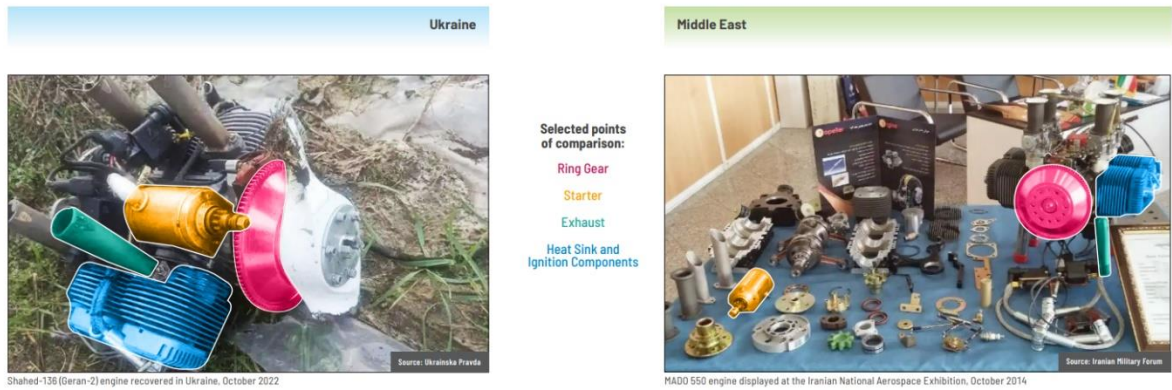 Ukraine
Middle East
Selected points
of comparison:
Ring Gear
Starter
Exhaust
Heat Sink and
Ignition Components
Source: Ukrainska Pravda
Source: Iranian Military Forum
Shahed-136 (Geran-2) engine recovered in Ukraine, October 2022
MADO 550 engine displayed at the Iranian National Aerospace Exhibition, October 2014